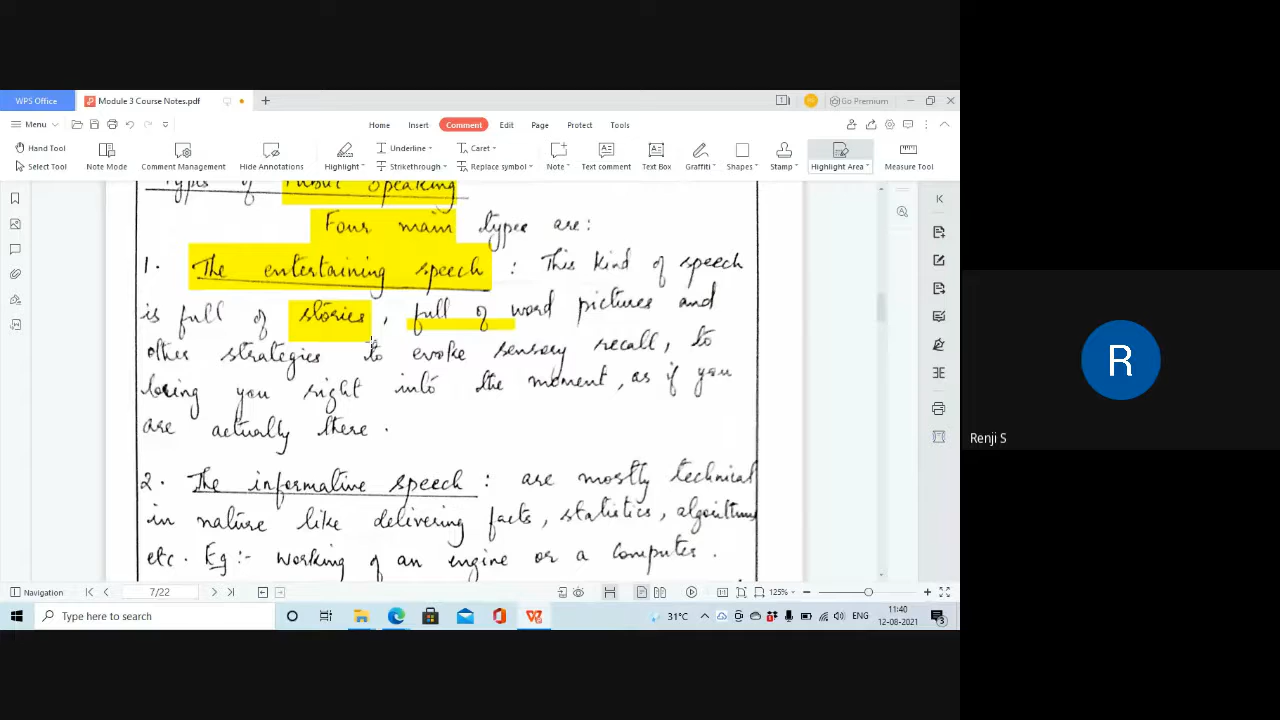 WPS Office
Module 3 Course Notes.pdf
Go Premium
Menu
Home Insert Comment Edit Page Protect Tools
Hand Tool
Select Tool
Note Mode
Comment Management
Hide Annotations
Highlight
Underline
Strikethrough
Caret
Replace symbol
Note
Text comment
Text Box
Graffiti
Shapes
Stamp
Highlight Area
Measure Tool
Types of Public Speaking
Four main types are:
1. The entertaining speech : This kind of speech
is full of stories, full of word pictures and
other strategies to evoke sensory recall, to
bring you right into the moment, as if you
are actually there.
2. The informative speech : are mostly technical
in nature like delivering facts, statistics, algorithms
etc. Eg :- working of an engine or a computer.
R
Renji S
Navigation
7/22
125%
Type here to search
31°C
ENG
11:40
12-08-2021
3